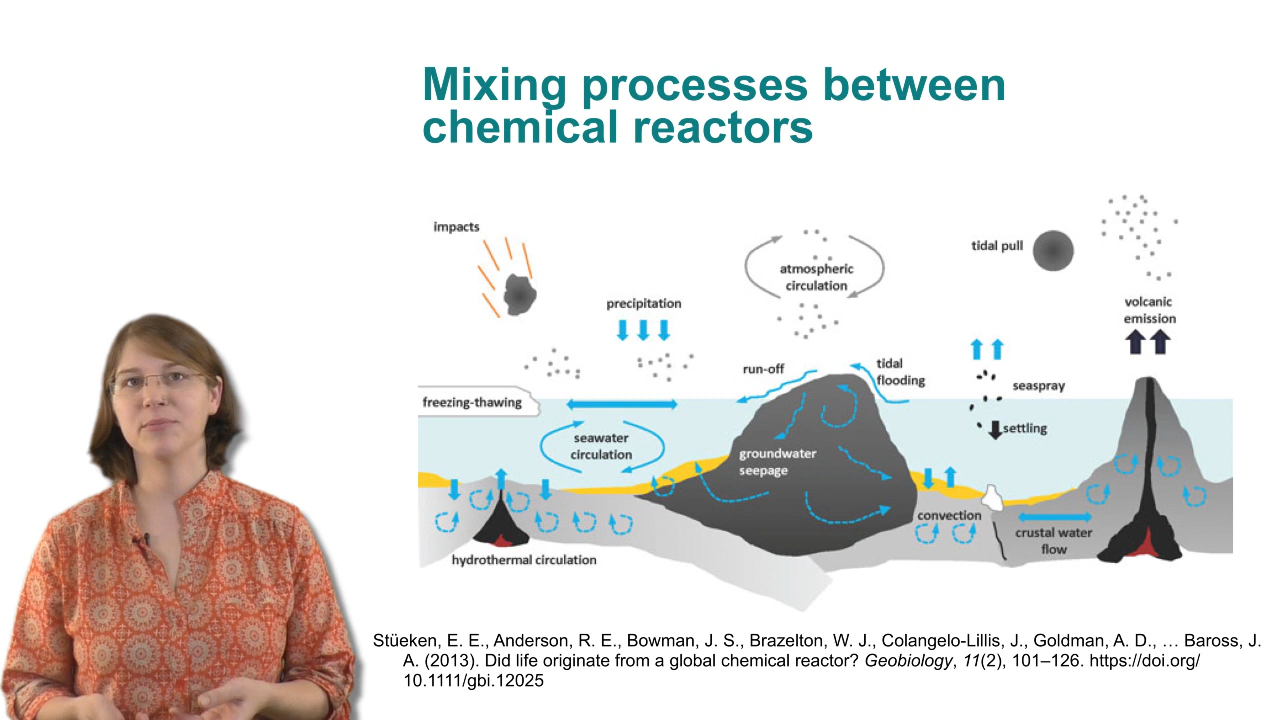 Mixing processes between
chemical reactors
impacts
precipitation
atmospheric
circulation
tidal pull
volcanic
emission
run-off
tidal
flooding
seaspray
freezing-thawing
settling
seawater
circulation
groundwater
seepage
convection
crustal water
flow
hydrothermal circulation
Stüeken, E. E., Anderson, R. E., Bowman, J. S., Brazelton, W. J., Colangelo-Lillis, J., Goldman, A. D., … Baross, J.
A. (2013). Did life originate from a global chemical reactor? Geobiology, 11(2), 101–126. https://doi.org/
10.1111/gbi.12025